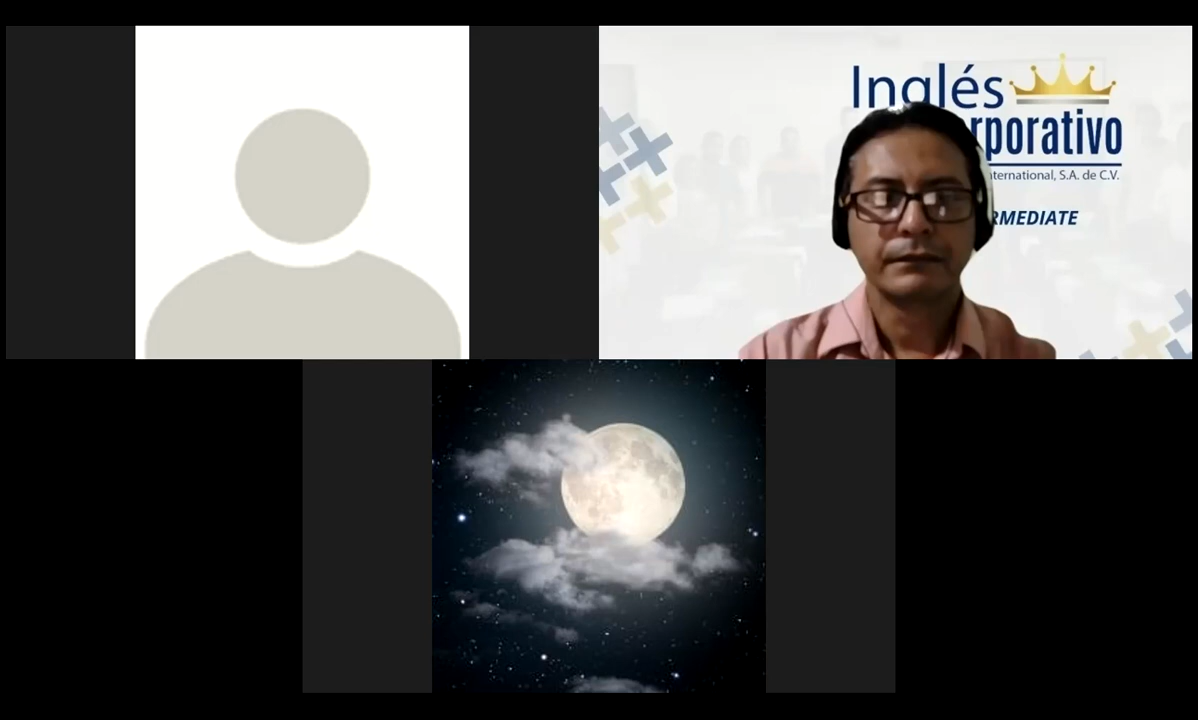 Inglés
rporativo
nternational, S.A. de C.V.
RMEDIATE